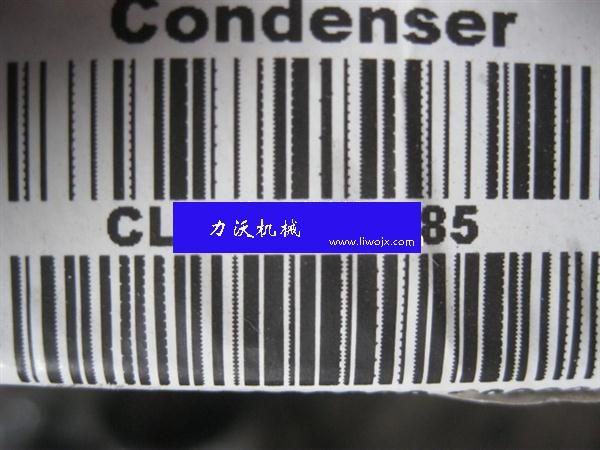 Condenser
CL 85
力沃机械
www.liwojx.com